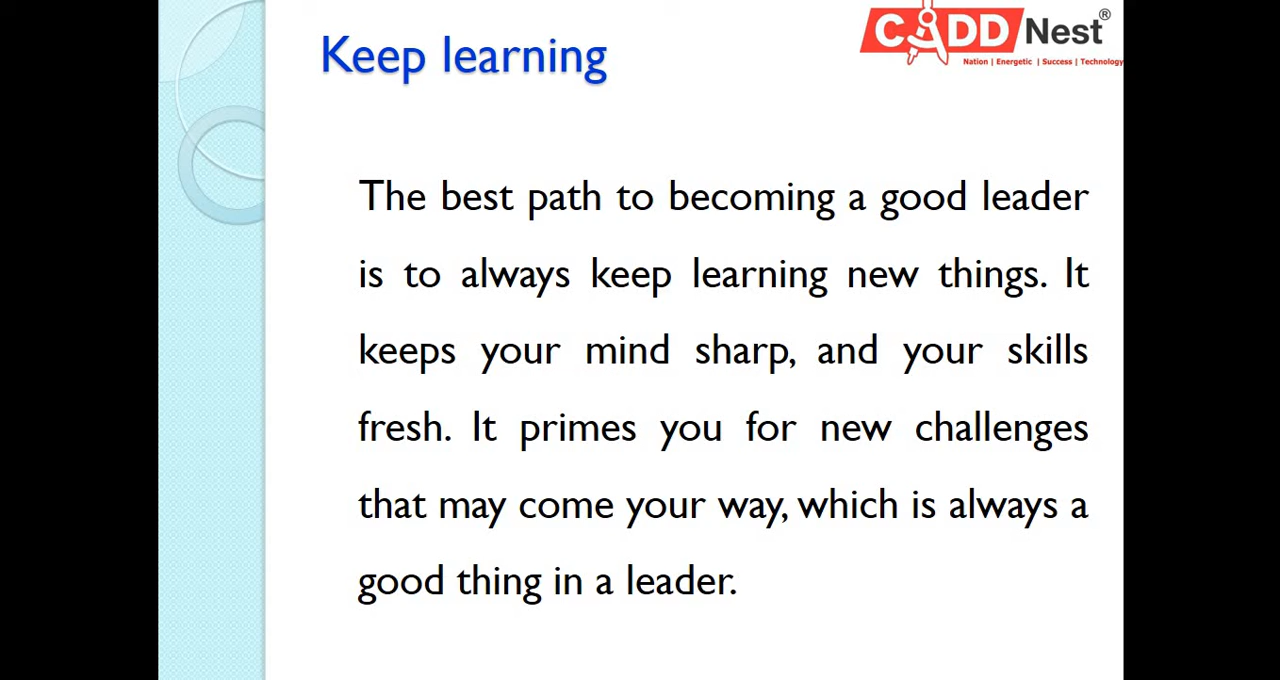 Keep learning
CADD Nest®
Nation | Energetic | Success | Technology
The best path to becoming a good leader
is to always keep learning new things. It
keeps your mind sharp, and your skills
fresh. It primes you for new challenges
that may come your way, which is always a
good thing in a leader.